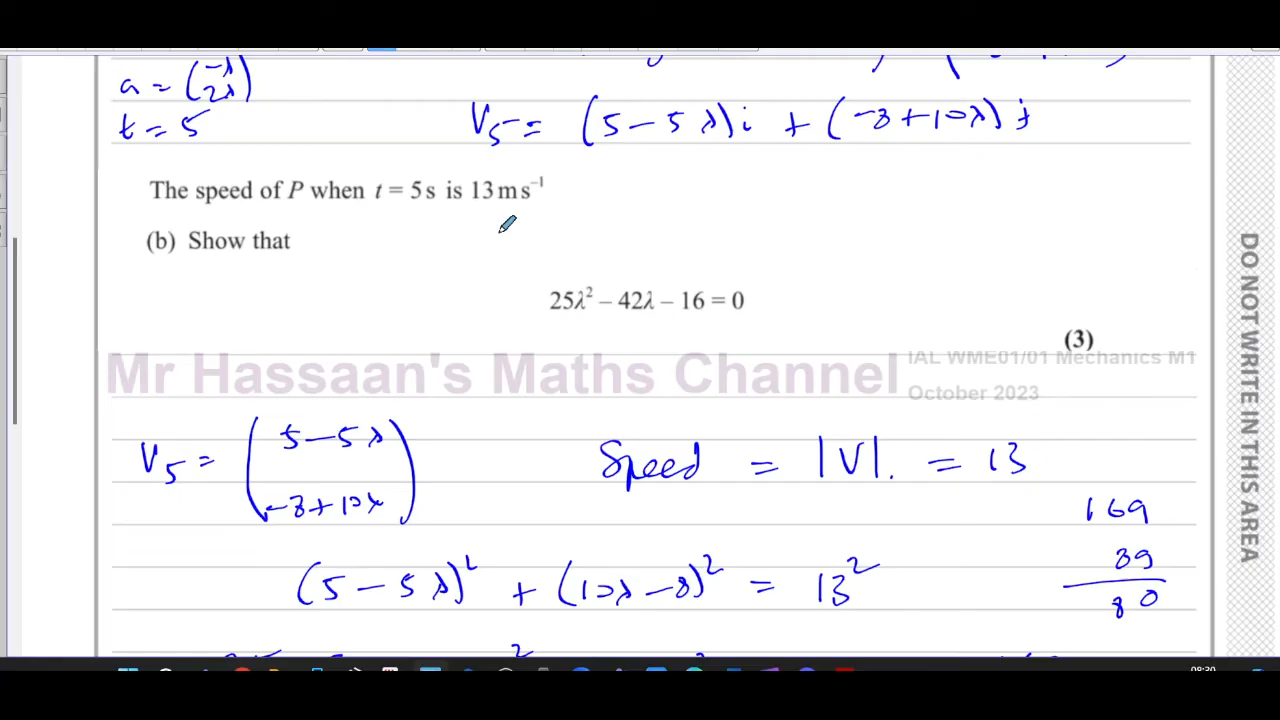 a = (-λ 2λ)
t = 5
V5 = (5 - 5λ)i + (-8 + 10λ)j
The speed of P when t = 5 s is 13 m s⁻¹
(b) Show that
25λ² – 42λ – 16 = 0
(3)
Mr Hassaan's Maths Channel
IAL WME01/01 Mechanics M1
October 2023
V5 = (5 - 5λ -8 + 10λ)
Speed = |V|. = 13
169
89
80
(5 - 5λ)² + (10λ - 8)² = 13²
DO NOT WRITE IN THIS AREA
08:30